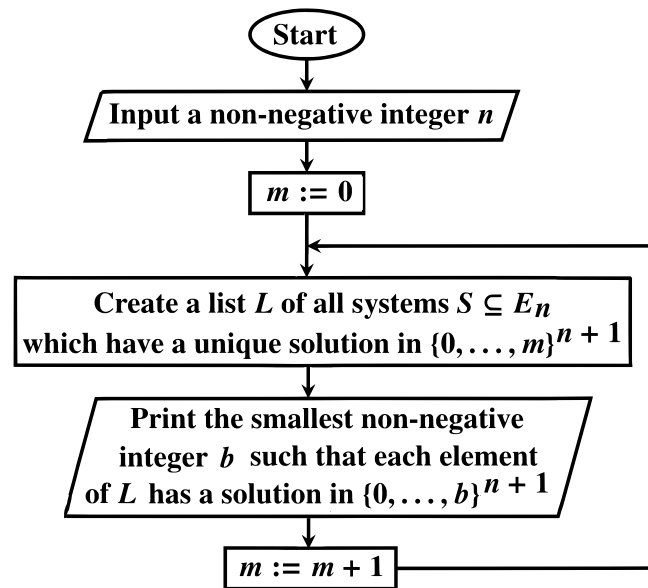 Start
Input a non-negative integer n
m := 0
Create a list L of all systems S ⊆ Eₙ
which have a unique solution in {0, . . . , m}ⁿ ⁺ ¹
Print the smallest non-negative
integer b such that each element
of L has a solution in {0, . . . , b}ⁿ ⁺ ¹
m := m + 1